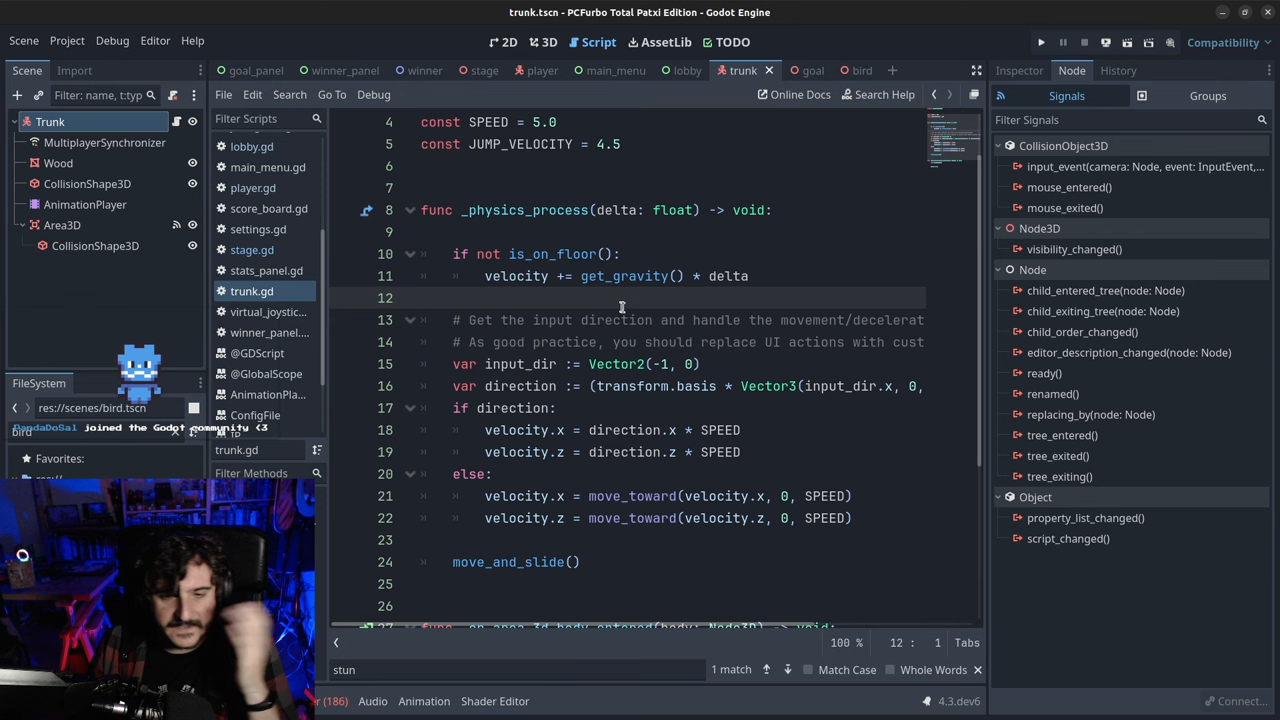 trunk.tscn - PCFurbo Total Patxi Edition - Godot Engine
Scene Project Debug Editor Help
2D 3D Script AssetLib TODO
Compatibility
Scene Import
goal_panel winner_panel winner stage player main_menu lobby trunk goal bird
Inspector Node History
Filter: name, t:typ
File Edit Search Go To Debug
Online Docs Search Help
Signals Groups
Trunk
MultiplayerSynchronizer
Wood
CollisionShape3D
AnimationPlayer
Area3D
CollisionShape3D
Filter Scripts
lobby.gd
main_menu.gd
player.gd
score_board.gd
settings.gd
stage.gd
stats_panel.gd
trunk.gd
virtual_joystic...
winner_panel....
@GDScript
@GlobalScope
AnimationPla...
ConfigFile
trunk.gd
Filter Methods
4 const SPEED = 5.0
5 const JUMP_VELOCITY = 4.5
6
7
8 func _physics_process(delta: float) -> void:
9
10 if not is_on_floor():
11 velocity += get_gravity() * delta
12
13 # Get the input direction and handle the movement/decelerat
14 # As good practice, you should replace UI actions with cust
15 var input_dir := Vector2(-1, 0)
16 var direction := (transform.basis * Vector3(input_dir.x, 0,
17 if direction:
18 velocity.x = direction.x * SPEED
19 velocity.z = direction.z * SPEED
20 else:
21 velocity.x = move_toward(velocity.x, 0, SPEED)
22 velocity.z = move_toward(velocity.z, 0, SPEED)
23
24 move_and_slide()
25
26
27 func _on_area_3d_body_entered(body: Node3D) -> void:
100 % 12 : 1 Tabs
stun
1 match
Match Case Whole Words
(186) Audio Animation Shader Editor
4.3.dev6
Filter Signals
CollisionObject3D
input_event(camera: Node, event: InputEvent,...
mouse_entered()
mouse_exited()
Node3D
visibility_changed()
Node
child_entered_tree(node: Node)
child_exiting_tree(node: Node)
child_order_changed()
editor_description_changed(node: Node)
ready()
renamed()
replacing_by(node: Node)
tree_entered()
tree_exited()
tree_exiting()
Object
property_list_changed()
script_changed()
Connect...
FileSystem
res://scenes/bird.tscn
bird
PandaDoSal joined the Godot community <3
Favorites: